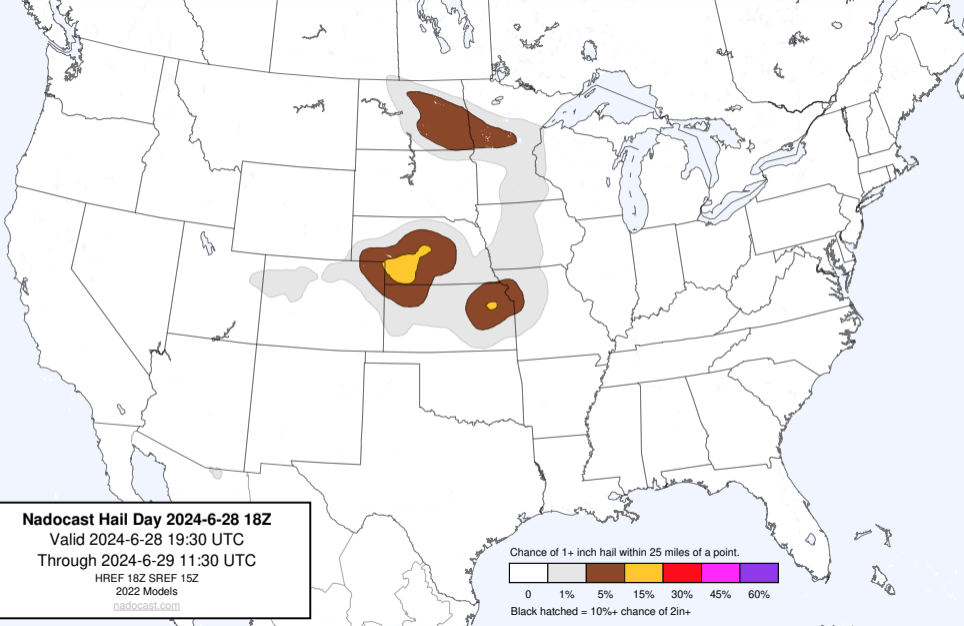 Nadocast Hail Day 2024-6-28 18Z
Valid 2024-6-28 19:30 UTC
Through 2024-6-29 11:30 UTC
HREF 18Z SREF 15Z
2022 Models
nadocast.com
Chance of 1+ inch hail within 25 miles of a point.
0 1% 5% 15% 30% 45% 60%
Black hatched = 10%+ chance of 2in+